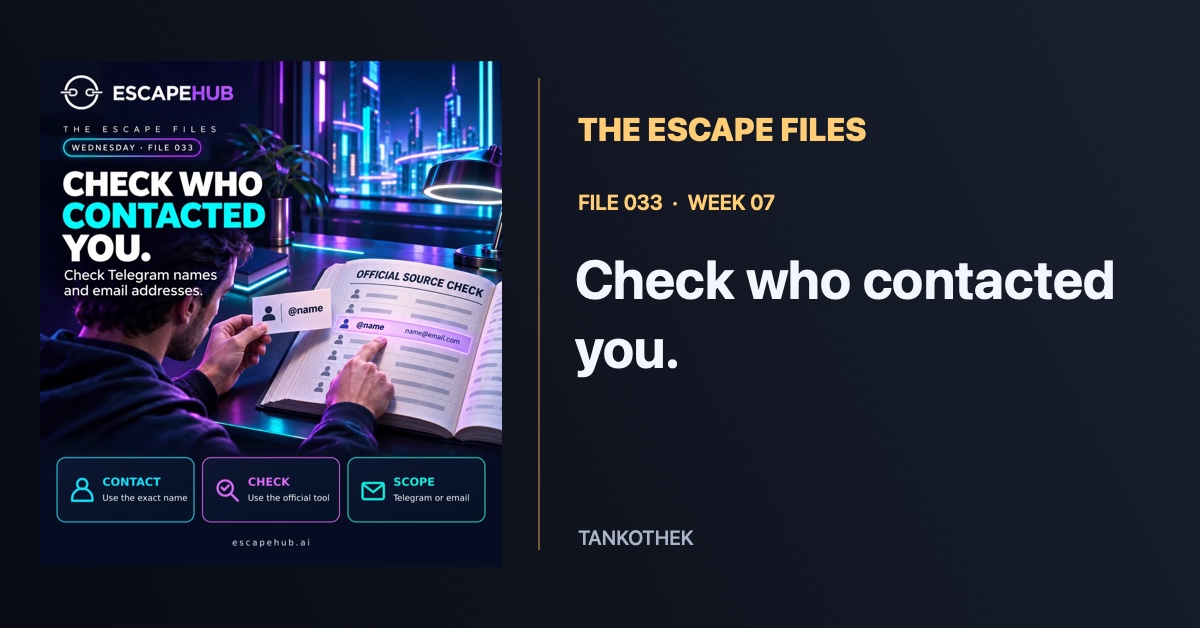 ESCAPEHUB
THE ESCAPE FILES
WEDNESDAY · FILE 033
CHECK WHO
CONTACTED
YOU.
Check Telegram names
and email addresses.
OFFICIAL SOURCE CHECK
@name
@name name@email.com
CONTACT
Use the exact name
CHECK
Use the official tool
SCOPE
Telegram or email
escapehub.ai
THE ESCAPE FILES
FILE 033 · WEEK 07
Check who contacted
you.
TANKOTHEK